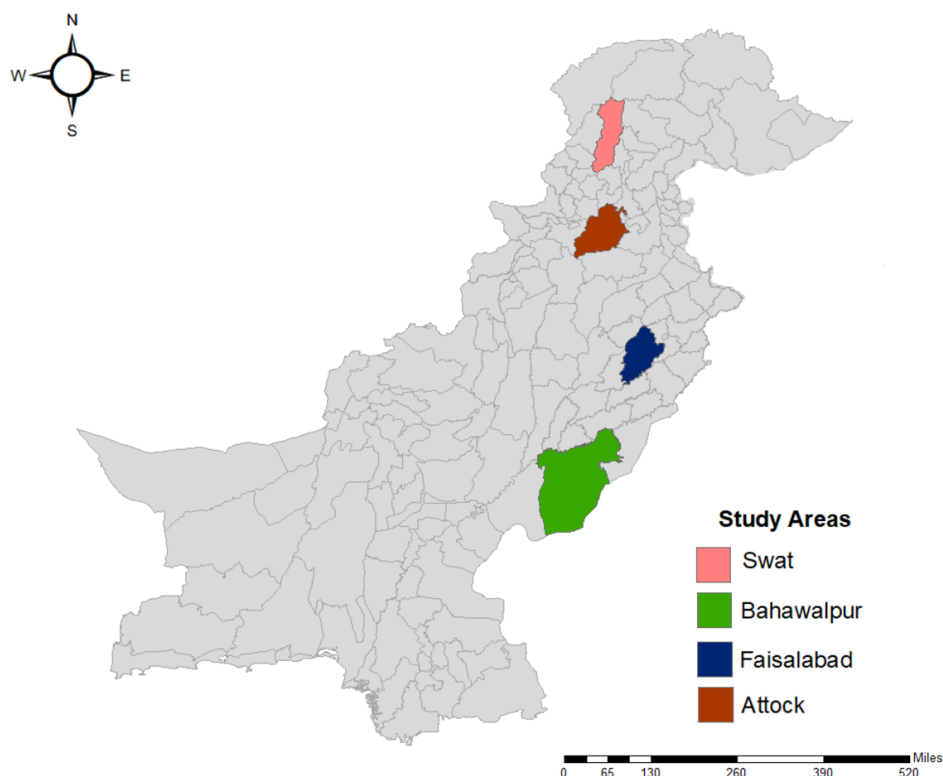 N
W E
S
Study Areas
Swat
Bahawalpur
Faisalabad
Attock
Miles
0 65 130 260 390 520